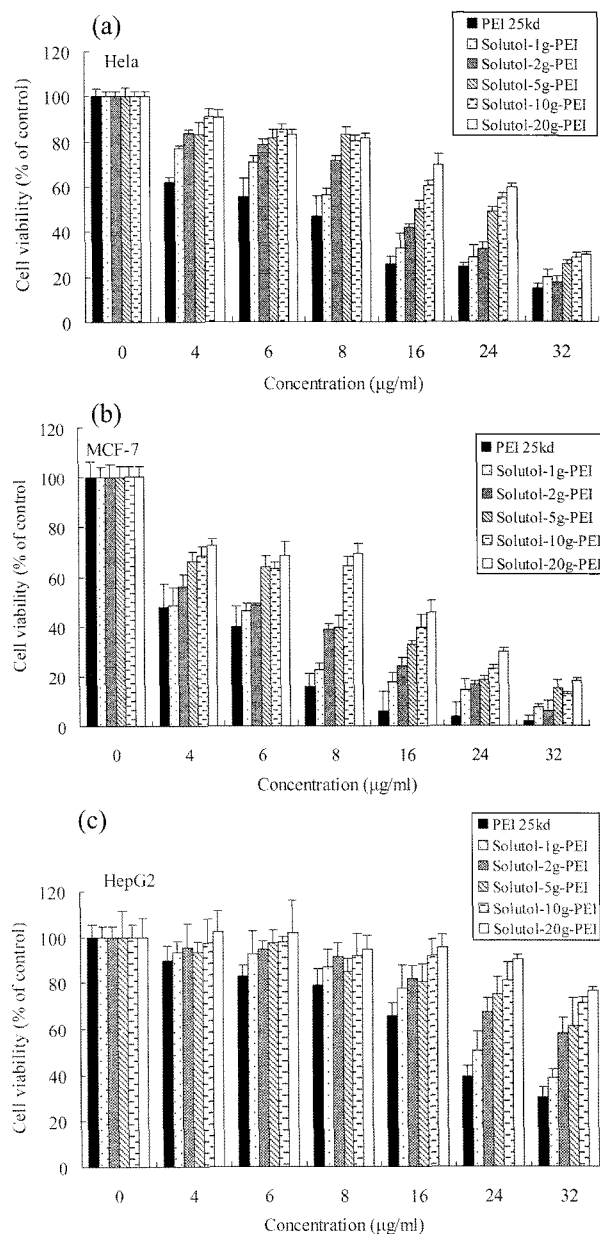 (a)
Hela
PEI 25kd
Solutol-1g-PEI
Solutol-2g-PEI
Solutol-5g-PEI
Solutol-10g-PEI
Solutol-20g-PEI
Cell viability (% of control)
120
100
80
60
40
20
0
0 4 6 8 16 24 32
Concentration (μg/ml)
(b)
MCF-7
PEI 25kd
Solutol-1g-PEI
Solutol-2g-PEI
Solutol-5g-PEI
Solutol-10g-PEI
Solutol-20g-PEI
Cell viability (% of control)
120
100
80
60
40
20
0
0 4 6 8 16 24 32
Concentration (μg/ml)
(c)
HepG2
PEI 25kd
Solutol-1g-PEI
Solutol-2g-PEI
Solutol-5g-PEI
Solutol-10g-PEI
Solutol-20g-PEI
Cell viability (% of control)
120
100
80
60
40
20
0
0 4 6 8 16 24 32
Concentration (μg/ml)